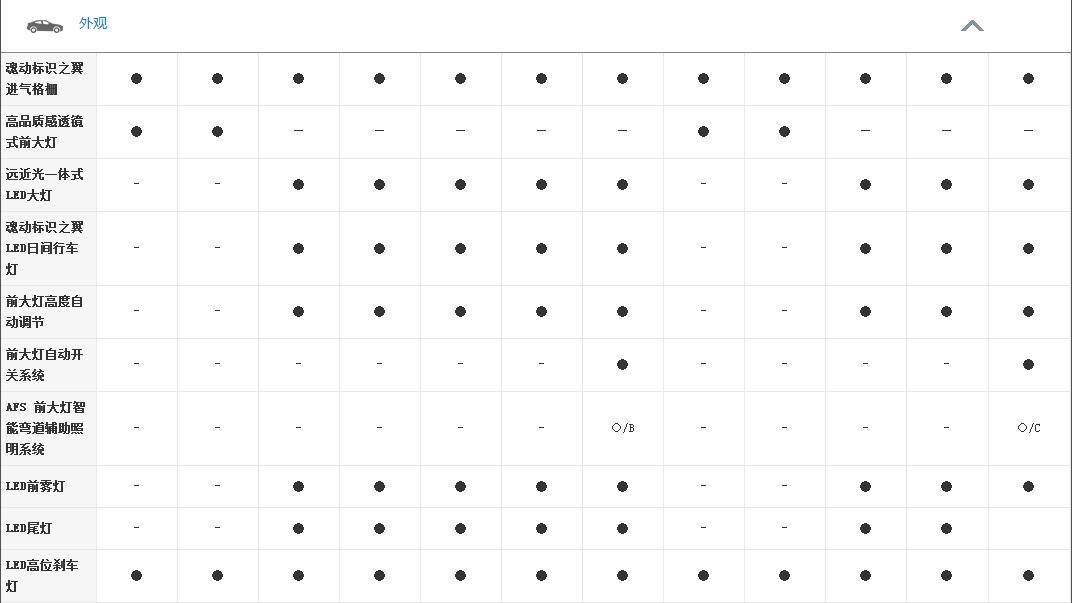 外观
魂动标识之翼
进气格栅
● ● ● ● ● ● ● ● ● ● ● ●
高品质感透镜
式前大灯
● ● — — — — — ● ● — — —
远近光一体式
LED大灯
- - ● ● ● ● ● - - ● ● ●
魂动标识之翼
LED日间行车
灯
- - ● ● ● ● ● - - ● ● ●
前大灯高度自
动调节
- - ● ● ● ● ● - - ● ● ●
前大灯自动开
关系统
- - - - - - ● - - - - ●
AFS 前大灯智
能弯道辅助照
明系统
- - - - - - ○/B - - - - ○/C
LED前雾灯
- - ● ● ● ● ● - - ● ● ●
LED尾灯
- - ● ● ● ● ● - - ● ●
LED高位刹车
灯
● ● ● ● ● ● ● ● ● ● ● ●